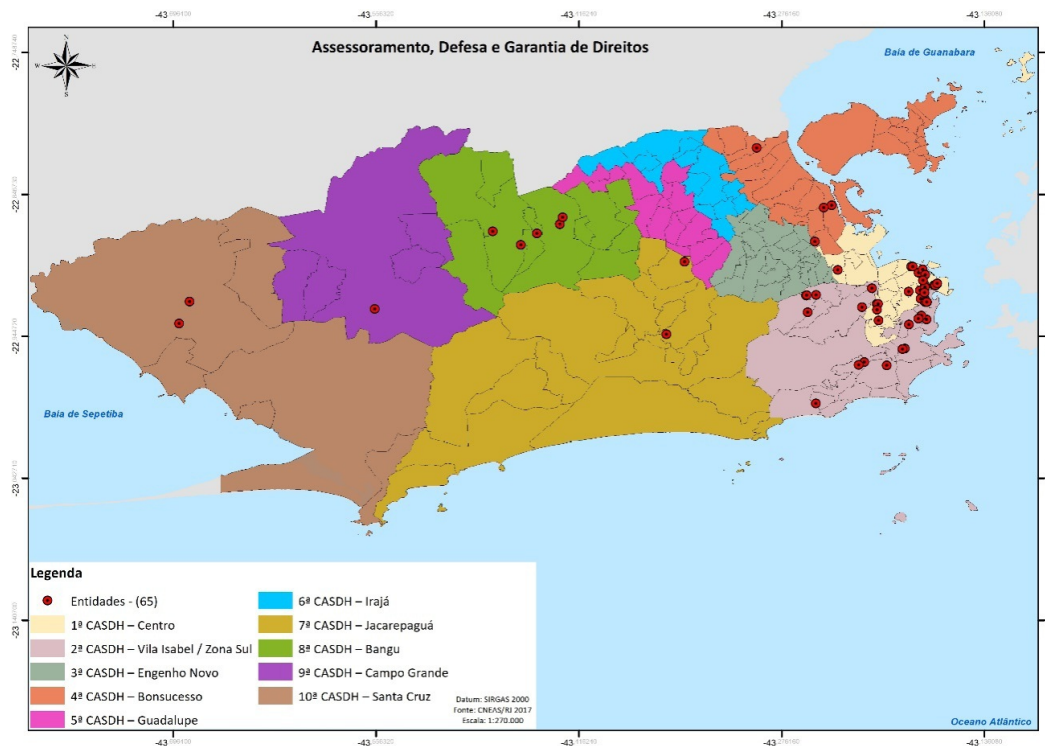 Assessoramento, Defesa e Garantia de Direitos
Baía de Guanabara
N
W E
S
Baía de Sepetiba
Legenda
Entidades - (65)
1ª CASDH – Centro
2ª CASDH – Vila Isabel / Zona Sul
3ª CASDH – Engenho Novo
4ª CASDH – Bonsucesso
5ª CASDH – Guadalupe
6ª CASDH – Irajá
7ª CASDH – Jacarepaguá
8ª CASDH – Bangu
9ª CASDH – Campo Grande
10ª CASDH – Santa Cruz
Datum: SIRGAS 2000
Fonte: CNEAS/RJ 2017
Escala: 1:270.000
Oceano Atlântico